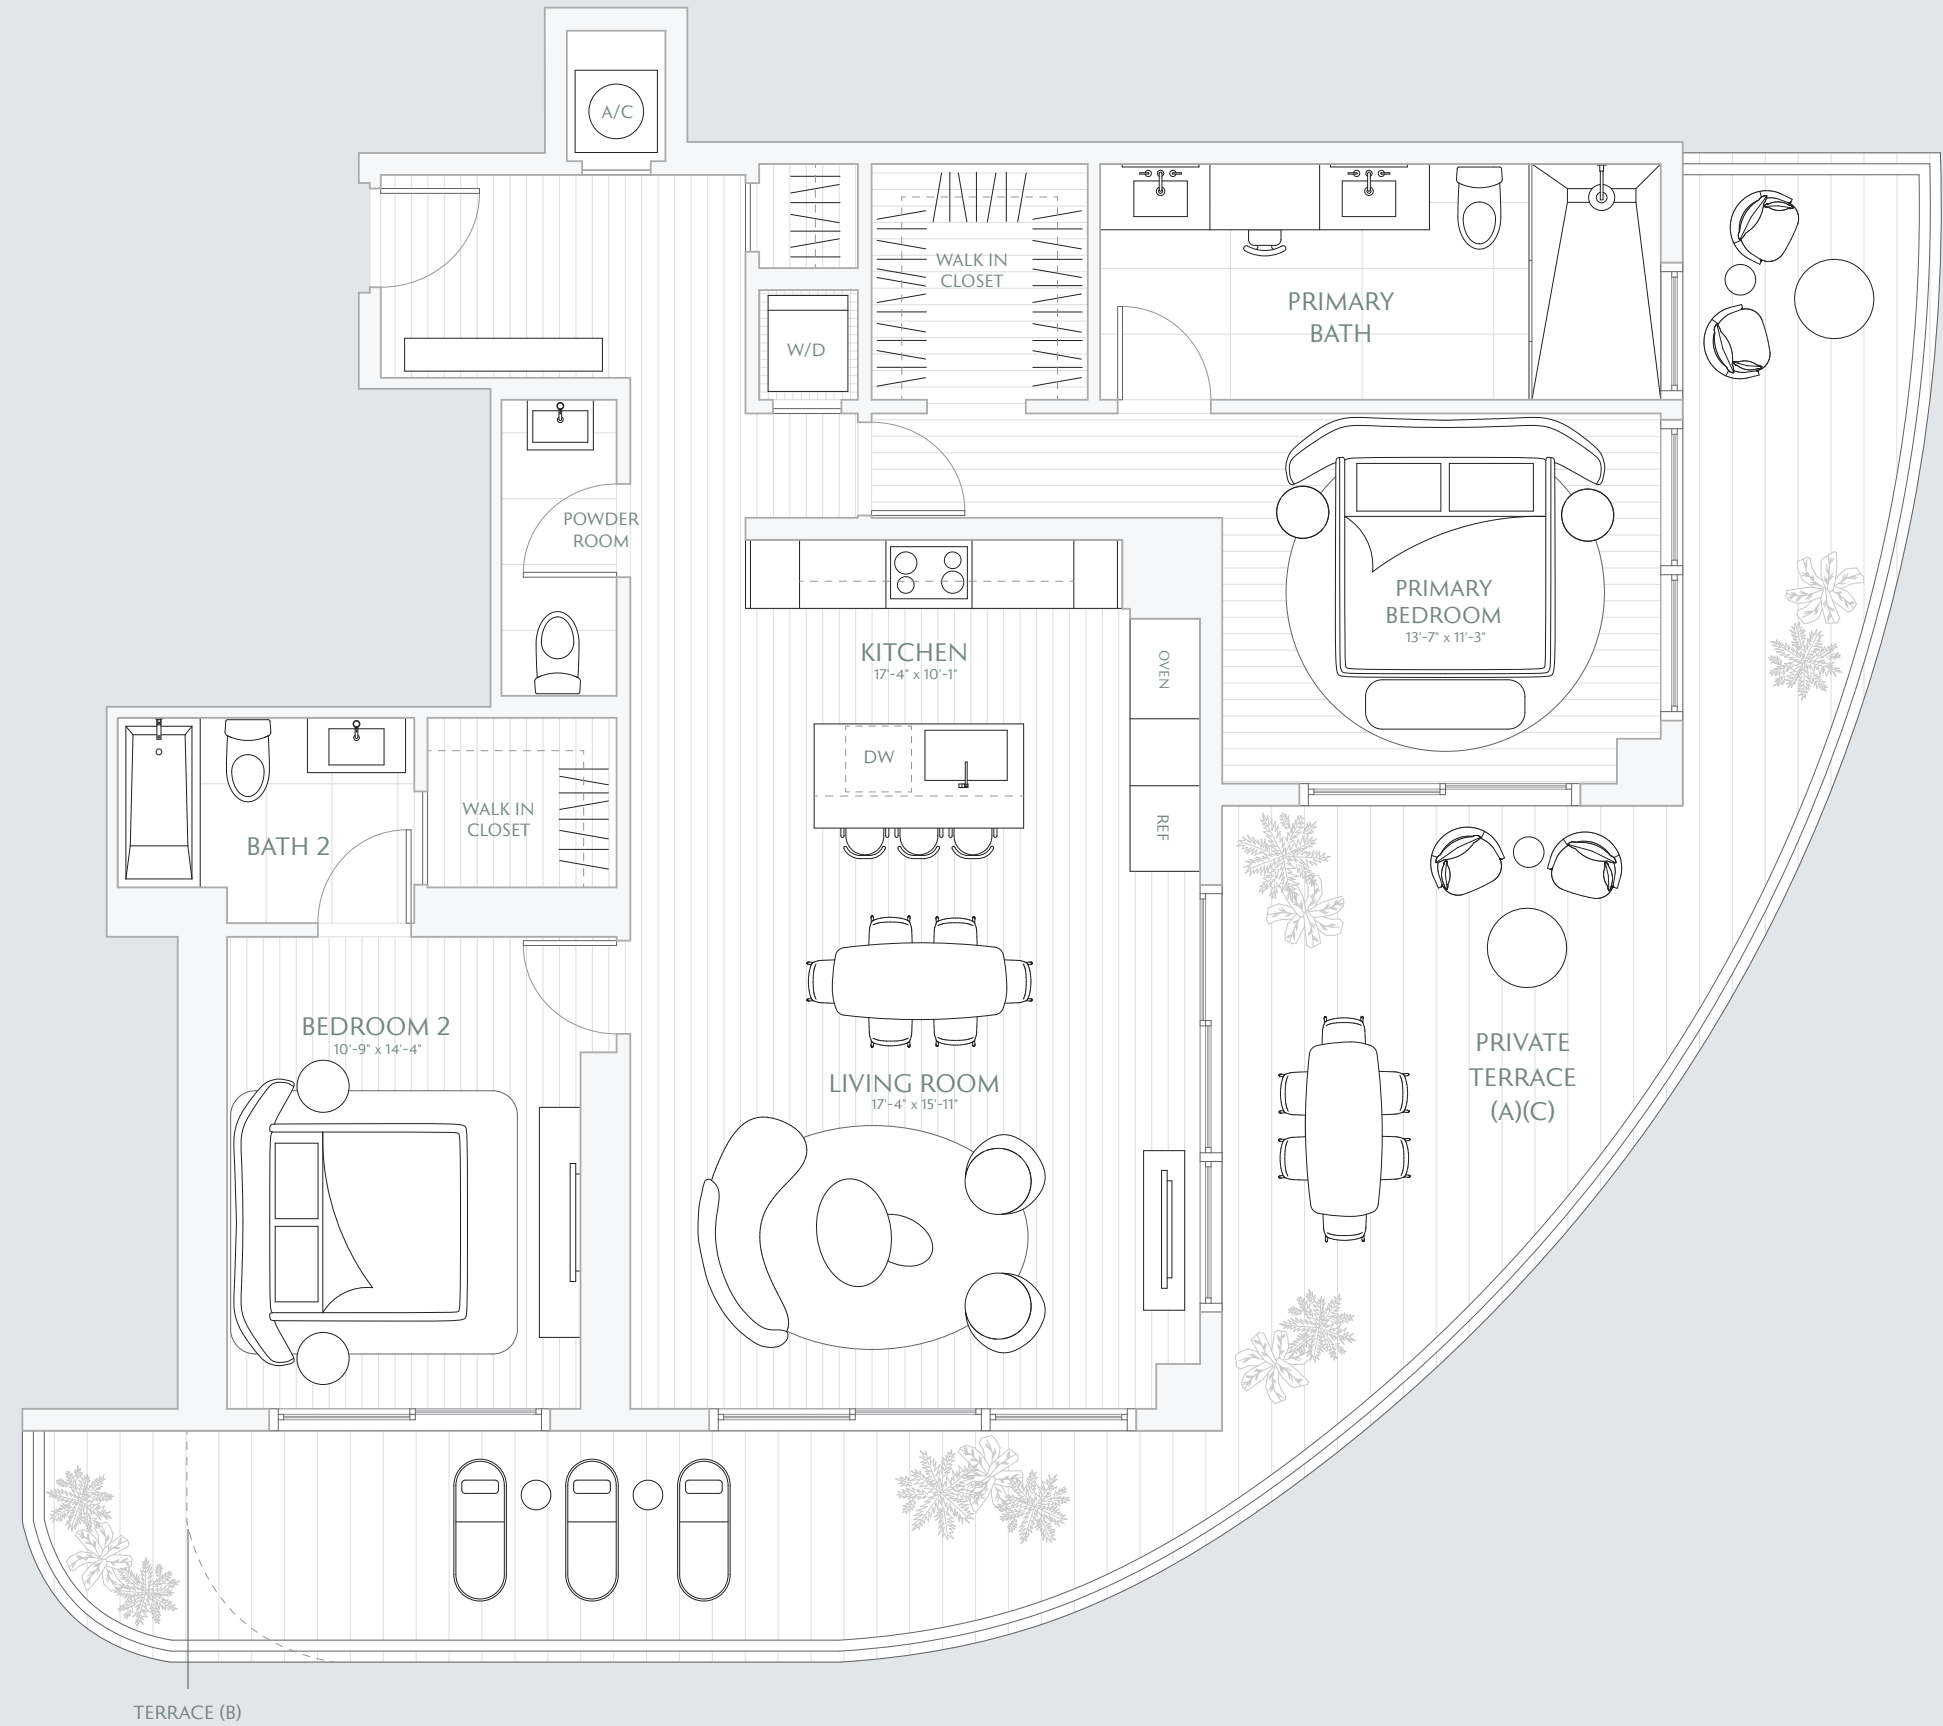 A/C
WALK IN
CLOSET
PRIMARY
BATH
W/D
POWDER
ROOM
PRIMARY
BEDROOM
13'-7" x 11'-3"
KITCHEN
17'-4" x 10'-1"
OVEN
DW
REF
WALK IN
CLOSET
BATH 2
BEDROOM 2
10'-9" x 14'-4"
LIVING ROOM
17'-4" x 15'-11"
PRIVATE
TERRACE
(A)(C)
TERRACE (B)